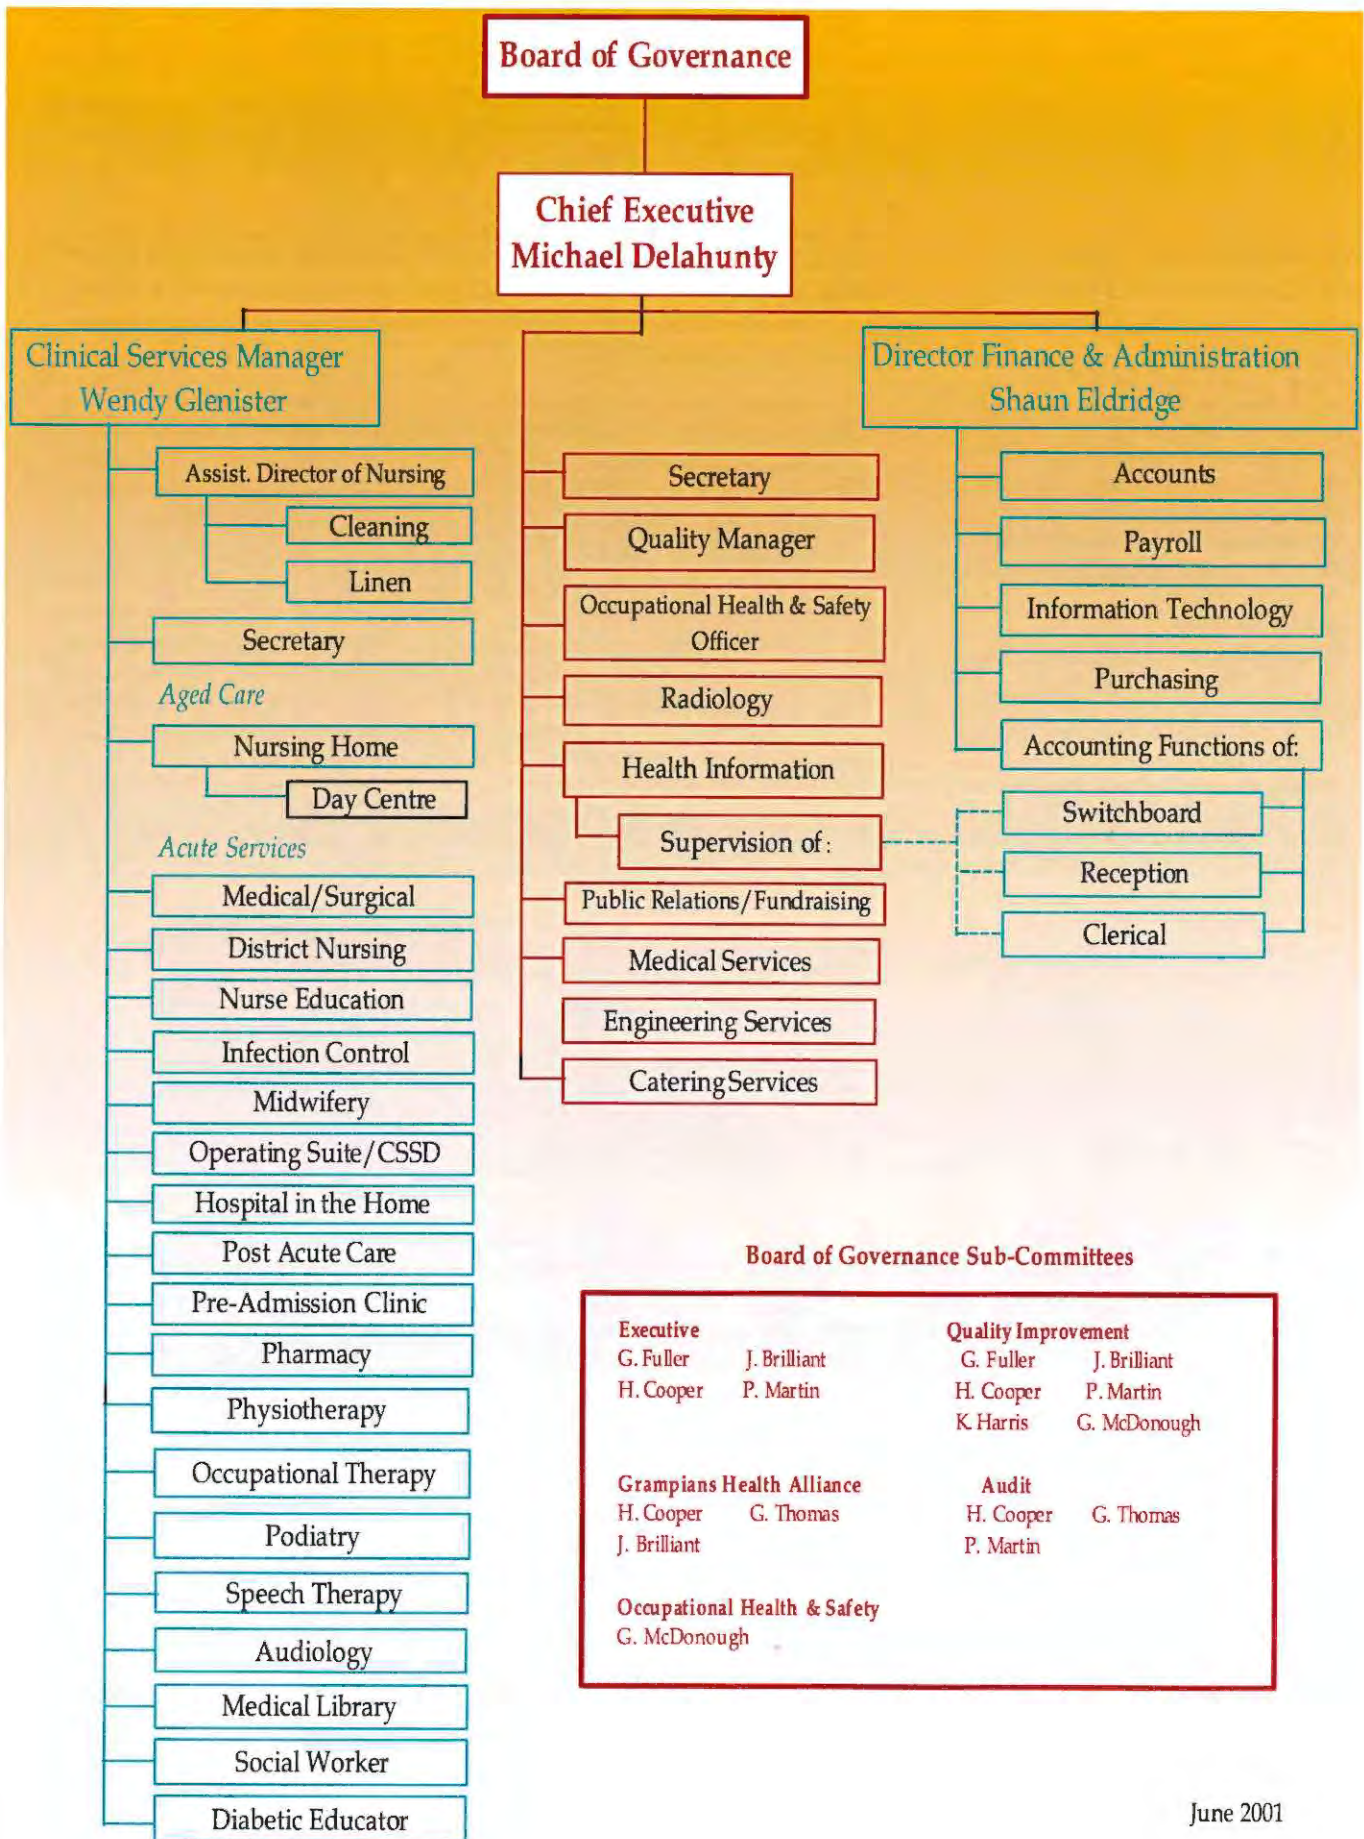 Board of Governance
Chief Executive
Michael Delahunty
Clinical Services Manager
Wendy Glenister
Assist. Director of Nursing
Cleaning
Linen
Secretary
Aged Care
Nursing Home
Day Centre
Acute Services
Medical/Surgical
District Nursing
Nurse Education
Infection Control
Midwifery
Operating Suite/CSSD
Hospital in the Home
Post Acute Care
Pre-Admission Clinic
Pharmacy
Physiotherapy
Occupational Therapy
Podiatry
Speech Therapy
Audiology
Medical Library
Social Worker
Diabetic Educator
Secretary
Quality Manager
Occupational Health & Safety
Officer
Radiology
Health Information
Supervision of:
Public Relations/Fundraising
Medical Services
Engineering Services
Catering Services
Director Finance & Administration
Shaun Eldridge
Accounts
Payroll
Information Technology
Purchasing
Accounting Functions of:
Switchboard
Reception
Clerical
Board of Governance Sub-Committees
Executive
G. Fuller J. Brilliant
H. Cooper P. Martin
Quality Improvement
G. Fuller J. Brilliant
H. Cooper P. Martin
K. Harris G. McDonough
Grampians Health Alliance
H. Cooper G. Thomas
J. Brilliant
Audit
H. Cooper G. Thomas
P. Martin
Occupational Health & Safety
G. McDonough
June 2001